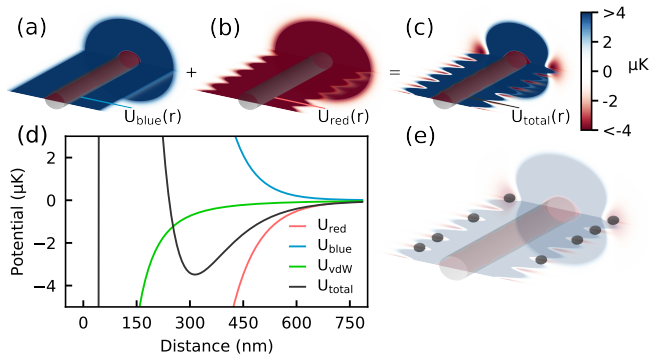 (a)
(b)
(c)
>4
2
0
-2
<-4
μK
+
=
U_blue(r)
U_red(r)
U_total(r)
(d)
Potential (μK)
2
0
−2
−4
U_red
U_blue
U_vdW
U_total
0 150 300 450 600 750
Distance (nm)
(e)